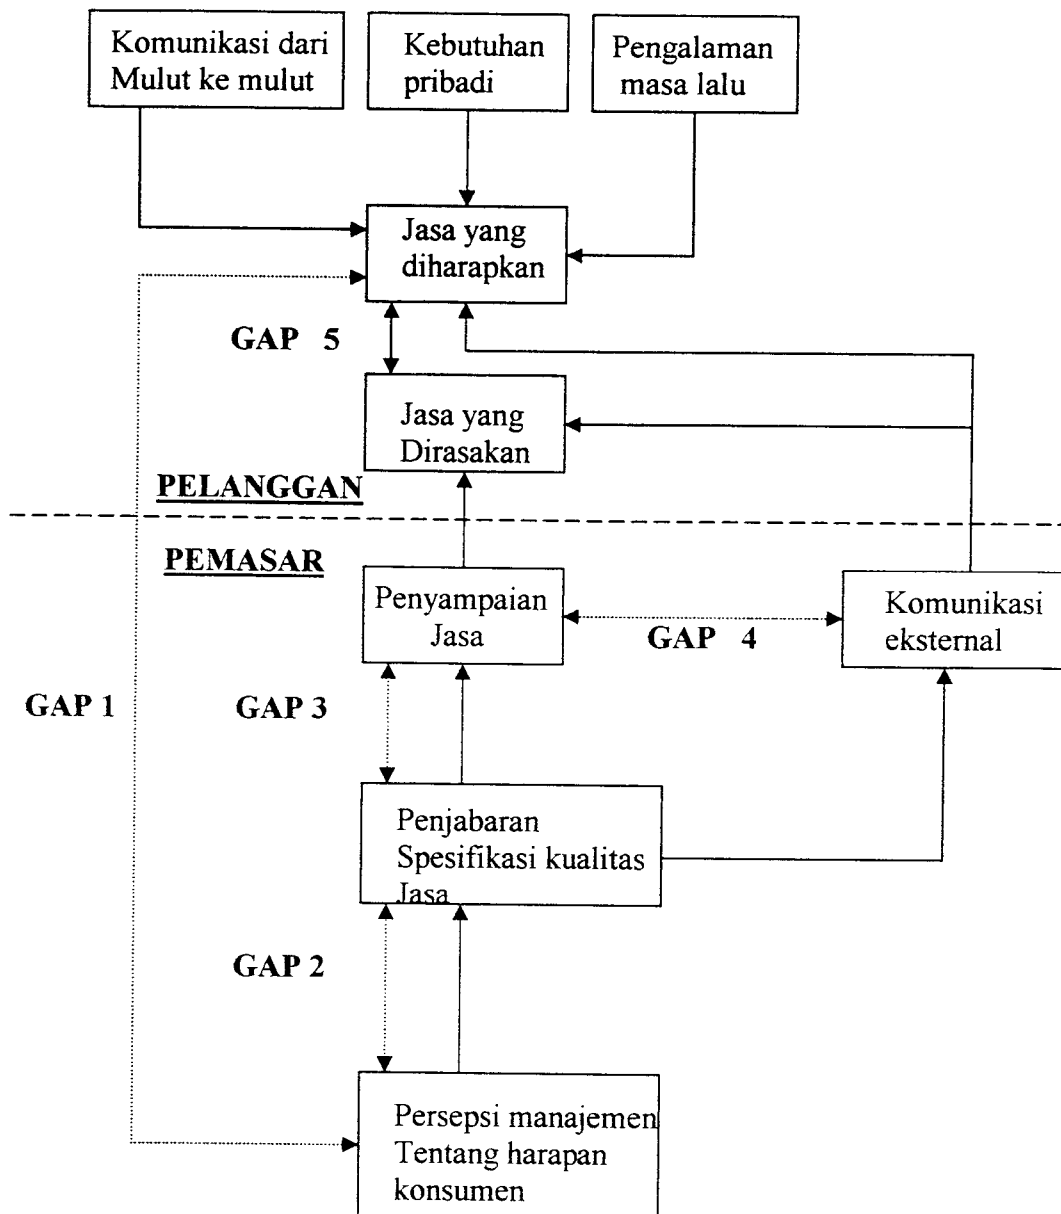 Komunikasi dari
Mulut ke mulut
Kebutuhan
pribadi
Pengalaman
masa lalu
Jasa yang
diharapkan
GAP 5
Jasa yang
Dirasakan
PELANGGAN
PEMASAR
Penyampaian
Jasa
GAP 4
Komunikasi
eksternal
GAP 1
GAP 3
Penjabaran
Spesifikasi kualitas
Jasa
GAP 2
Persepsi manajemen
Tentang harapan
konsumen